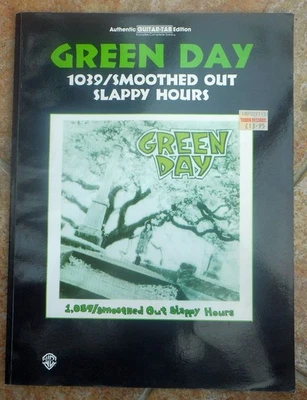 Authentic GUITAR-TAB Edition
GREEN DAY
1039/SMOOTHED OUT
SLAPPY HOURS
GREEN
DAY
1,039/smoothed Out Slappy Hours